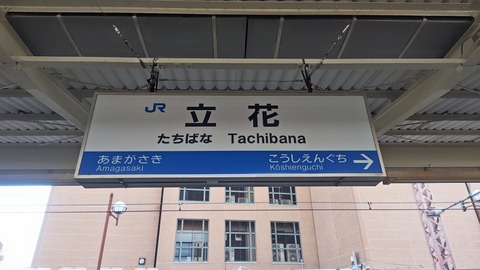 JR 立花
たちばな Tachibana
あまがさき こうしえんぐち →
Amagasaki Kōshienguchi